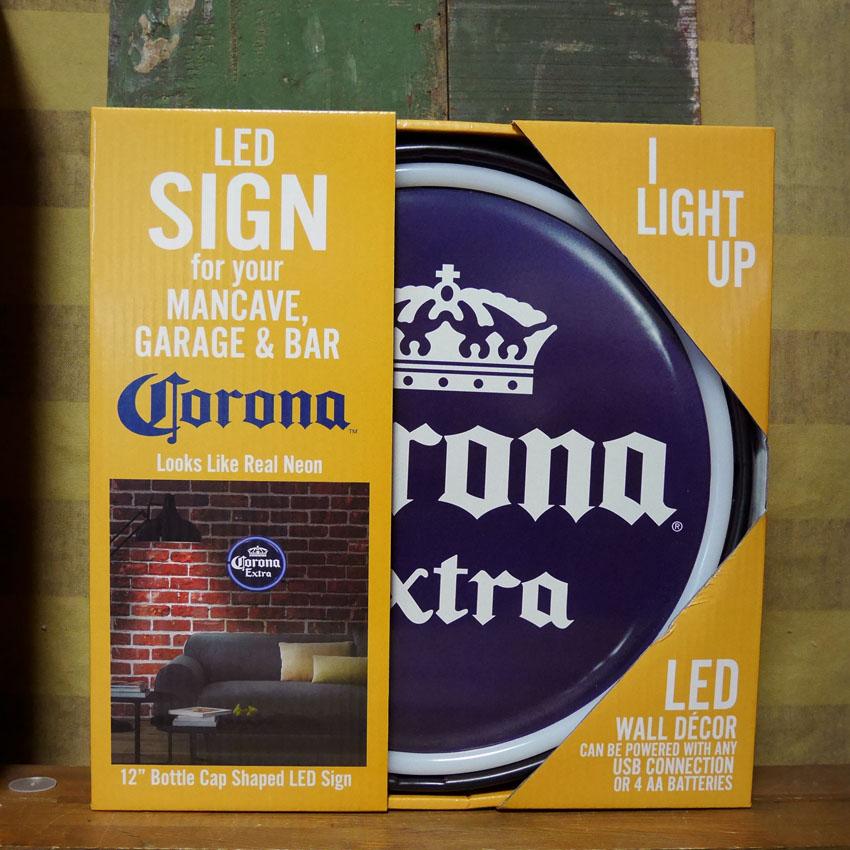 LED
SIGN
for your
MANCAVE,
GARAGE & BAR
Corona™
Looks Like Real Neon
Corona
Extra
12" Bottle Cap Shaped LED Sign
rona®
xtra
I
LIGHT
UP
LED
WALL DÉCOR
CAN BE POWERED WITH ANY
USB CONNECTION
OR 4 AA BATTERIES